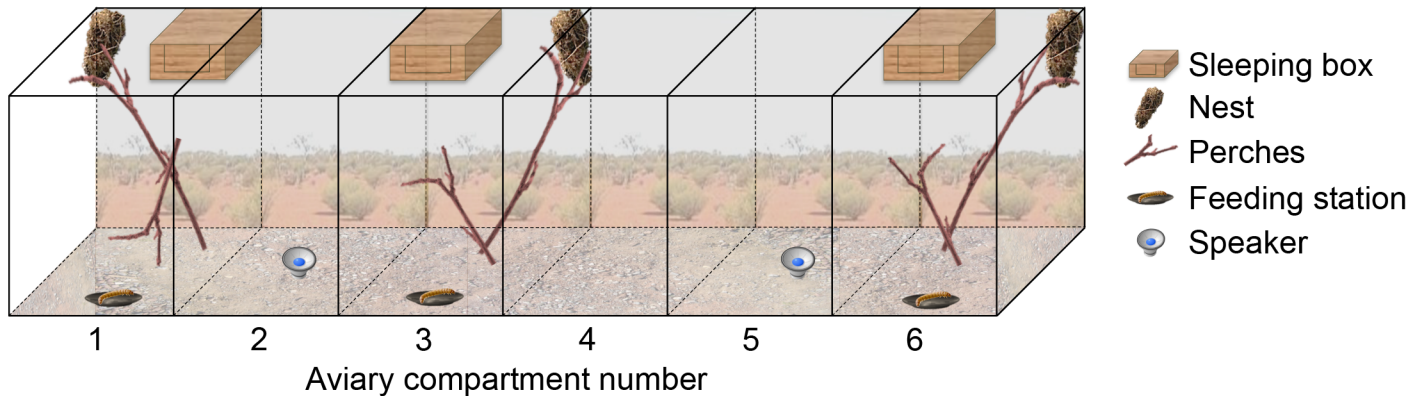 Sleeping box
Nest
Perches
Feeding station
Speaker
1 2 3 4 5 6
Aviary compartment number